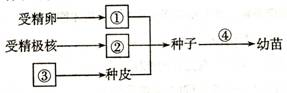 受精卵 → ①
受精极核 → ② → 种子 ④ → 幼苗
③ → 种皮